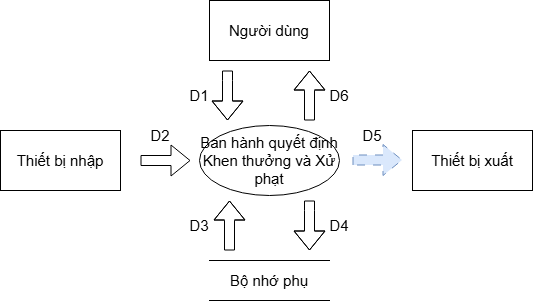 Người dùng
D1
D6
D2
Ban hành quyết định
D5
Thiết bị nhập
Khen thưởng và Xử
phạt
Thiết bị xuất
D3
D4
Bộ nhớ phụ